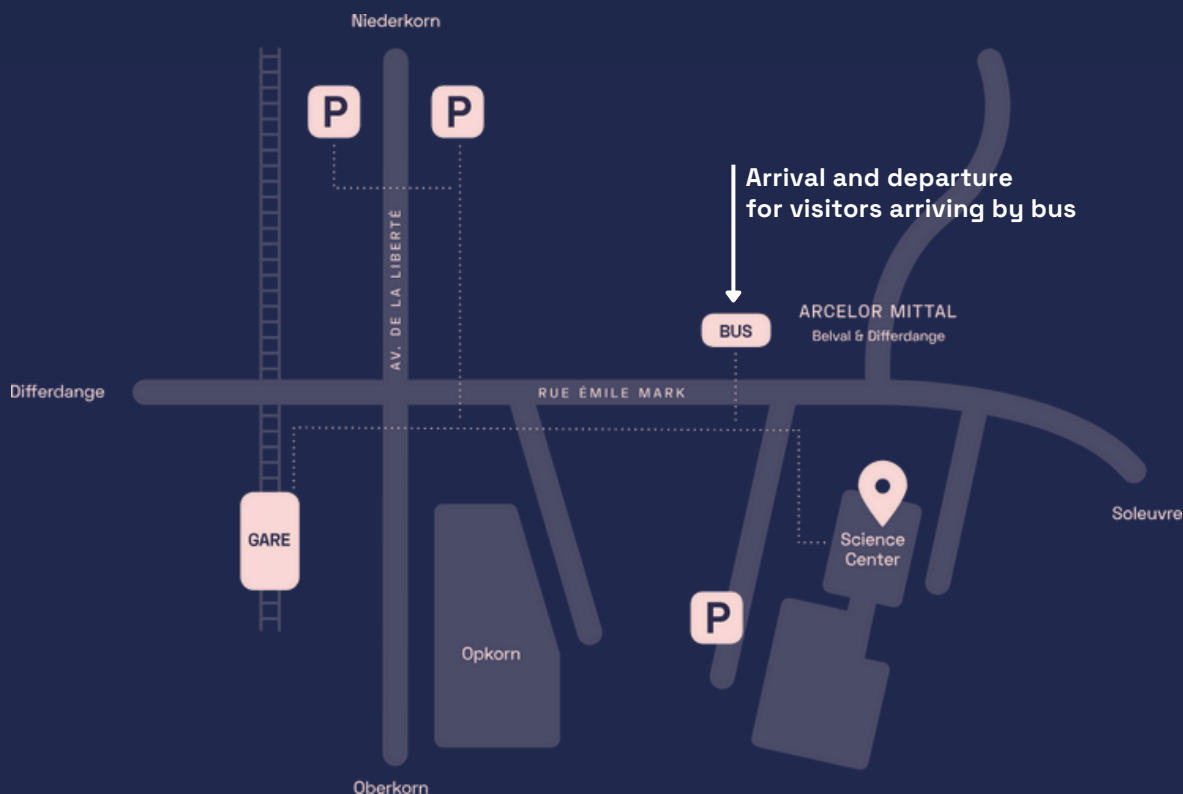 Niederkorn
P
P
Arrival and departure
for visitors arriving by bus
AV. DE LA LIBERTÉ
ARCELOR MITTAL
BUS
Belval & Differdange
Differdange
RUE ÉMILE MARK
Soleuvre
GARE
Science
Center
P
Opkorn
Oberkorn